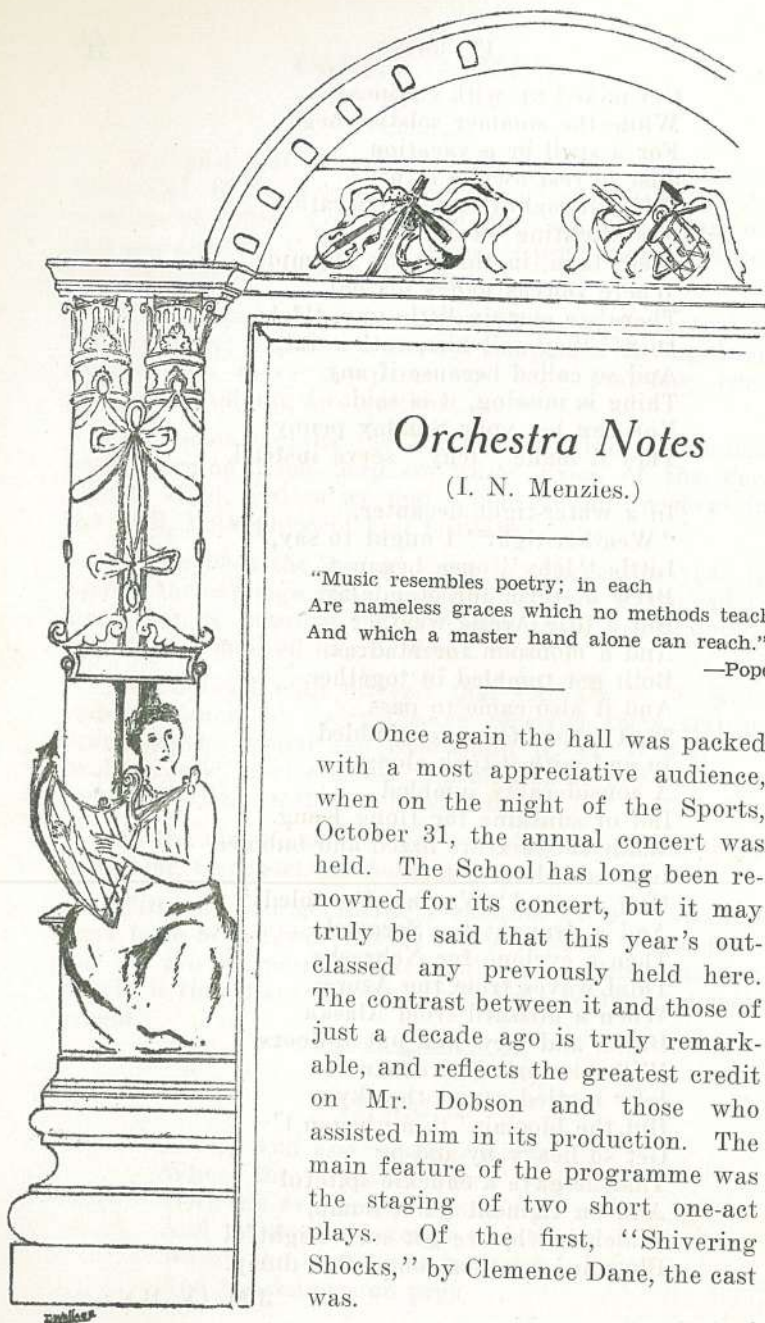 Orchestra Notes
(I. N. Menzies.)
"Music resembles poetry; in each
Are nameless graces which no methods teach
And which a master hand alone can reach."
—Pope
Once again the hall was packed
with a most appreciative audience,
when on the night of the Sports,
October 31, the annual concert was
held. The School has long been re-
nowned for its concert, but it may
truly be said that this year's out-
classed any previously held here.
The contrast between it and those of
just a decade ago is truly remark-
able, and reflects the greatest credit
on Mr. Dobson and those who
assisted him in its production. The
main feature of the programme was
the staging of two short one-act
plays. Of the first, "Shivering
Shocks," by Clemence Dane, the cast
was.